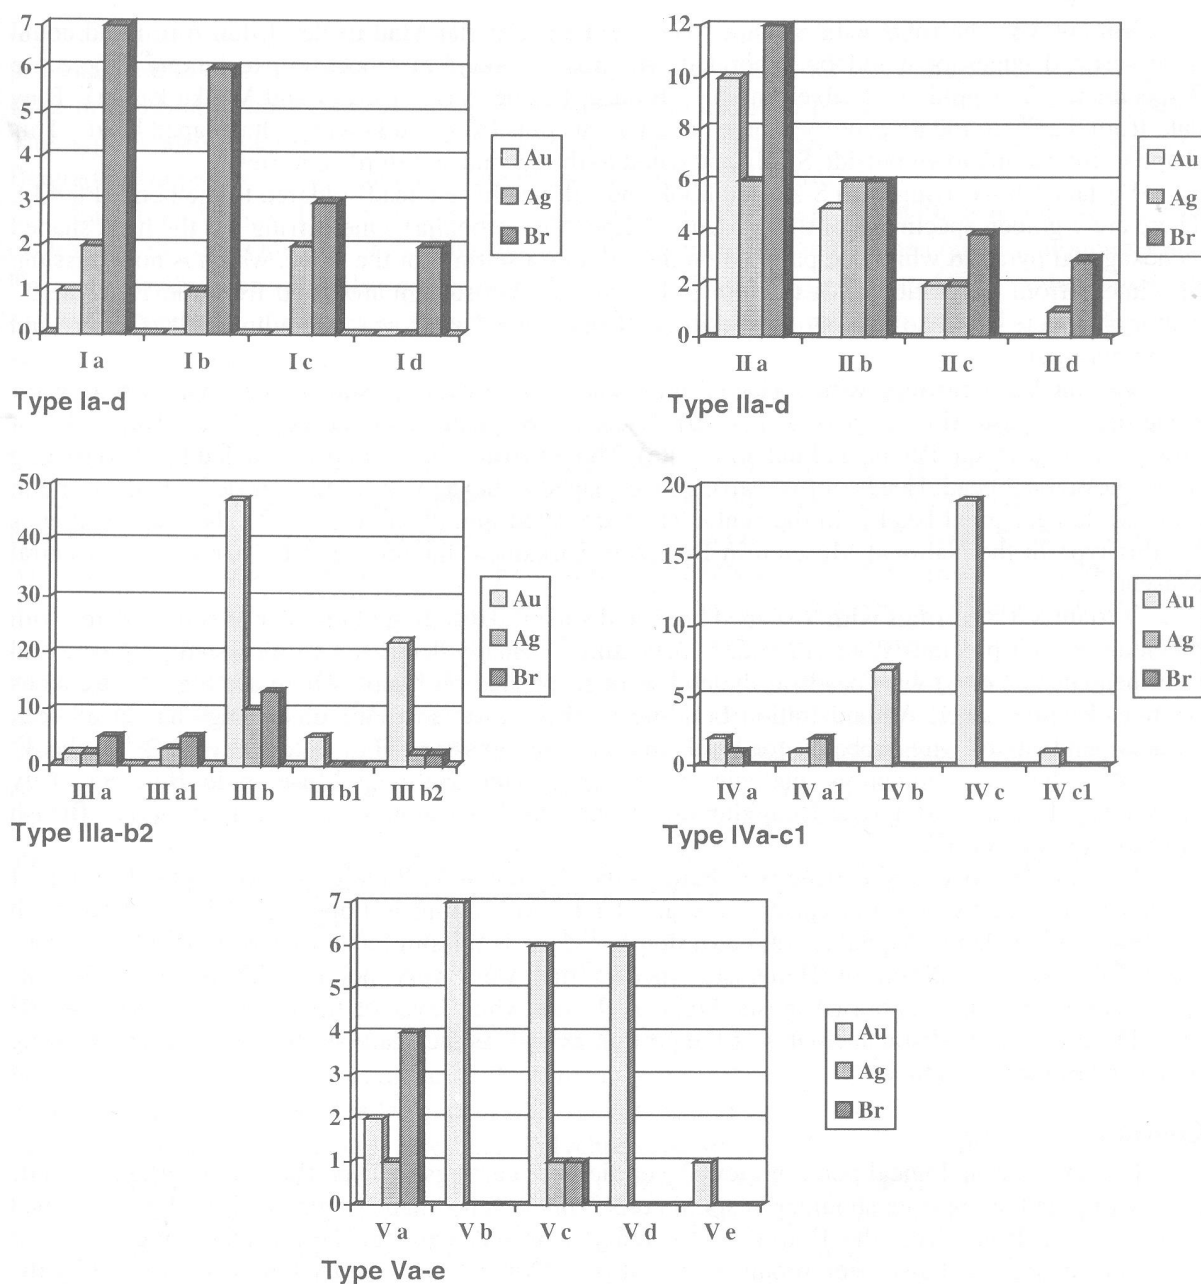 7
6
5
4
3
2
1
0
I a I b I c I d
Au
Ag
Br
Type Ia-d
12
10
8
6
4
2
0
II a II b II c II d
Au
Ag
Br
Type IIa-d
50
40
30
20
10
0
III a III a1 III b III b1 III b2
Au
Ag
Br
Type IIIa-b2
20
15
10
5
0
IV a IV a1 IV b IV c IV c1
Au
Ag
Br
Type IVa-c1
7
6
5
4
3
2
1
0
V a V b V c V d V e
Au
Ag
Br
Type Va-e